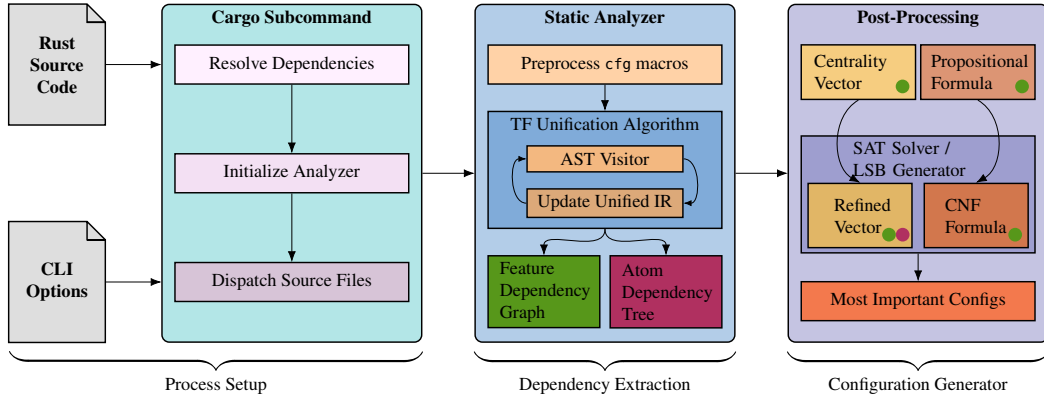 Rust
Source
Code
CLI
Options
Cargo Subcommand
Resolve Dependencies
Initialize Analyzer
Dispatch Source Files
Static Analyzer
Preprocess cfg macros
TF Unification Algorithm
AST Visitor
Update Unified IR
Feature
Dependency
Graph
Atom
Dependency
Tree
Post-Processing
Centrality
Vector
Propositional
Formula
SAT Solver /
LSB Generator
Refined
Vector
CNF
Formula
Most Important Configs
Process Setup
Dependency Extraction
Configuration Generator